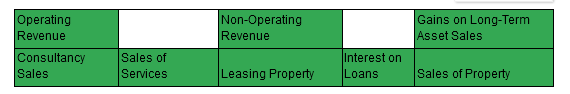 Operating
Revenue
Non-Operating
Revenue
Gains on Long-Term
Asset Sales
Consultancy
Sales
Sales of
Services
Leasing Property
Interest on
Loans
Sales of Property